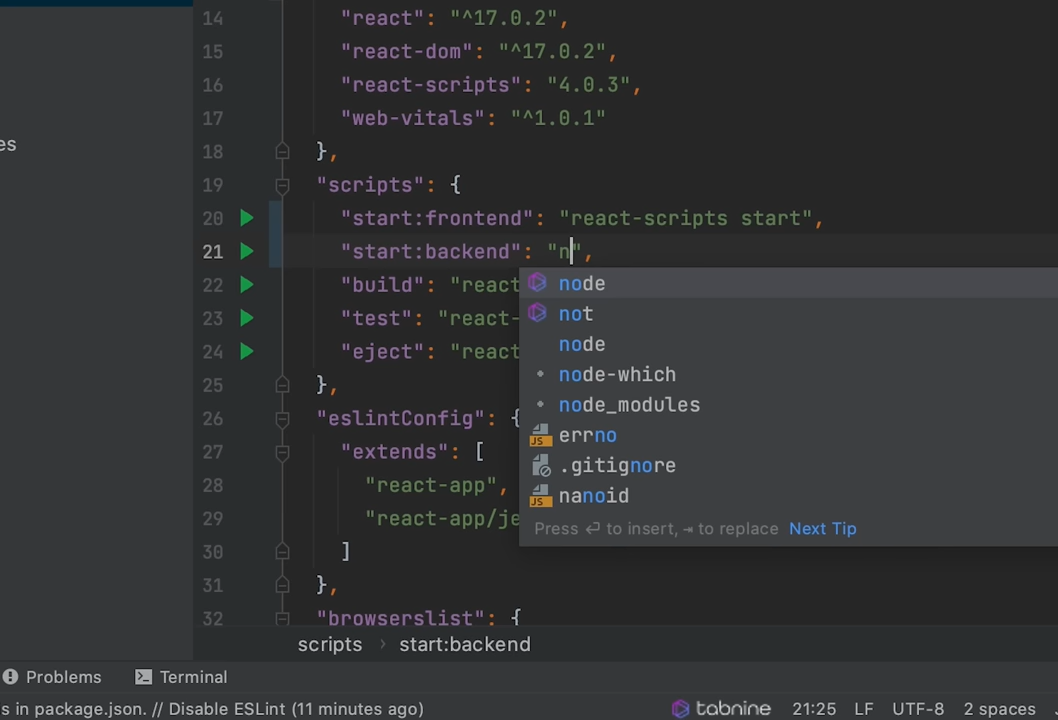 14 "react": "^17.0.2",
15 "react-dom": "^17.0.2",
16 "react-scripts": "4.0.3",
17 "web-vitals": "^1.0.1"
es
18 },
19 "scripts": {
20 "start:frontend": "react-scripts start",
21 "start:backend": "n",
22 "build": "react
node
not
23 "test": "react-
node
24 "eject": "react
node-which
25 },
node_modules
26 "eslintConfig": {
JS errno
27 "extends": [
.gitignore
28 "react-app",
JS nanoid
29 "react-app/je
Press ⏎ to insert, ⇥ to replace Next Tip
30 ]
31 },
32 "browserslist": {
scripts › start:backend
Problems Terminal
s in package.json. // Disable ESLint (11 minutes ago) tabnine 21:25 LF UTF-8 2 spaces